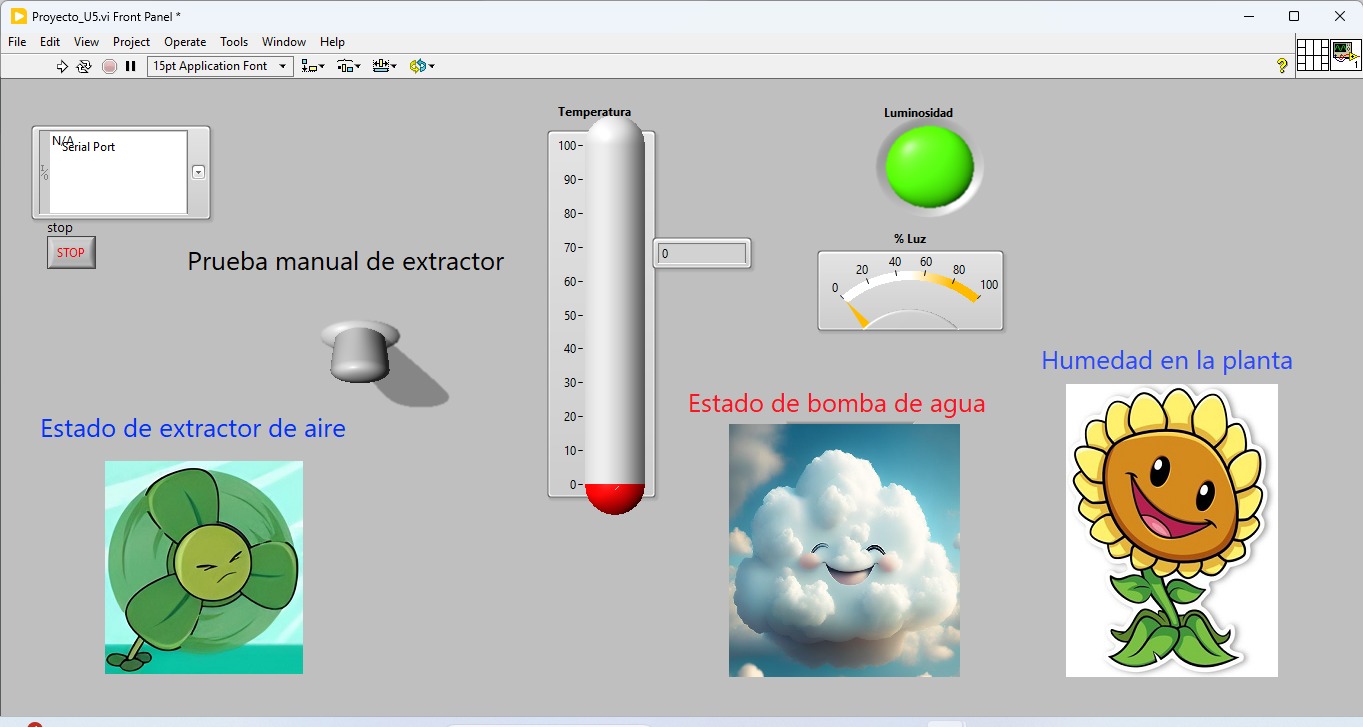 Proyecto_U5.vi Front Panel *
File Edit View Project Operate Tools Window Help
15pt Application Font
?
1
N/A
Serial Port
I/O
stop
STOP
Prueba manual de extractor
Estado de extractor de aire
Temperatura
100
90
80
70
60
50
40
30
20
10
0
0
Luminosidad
% Luz
0 20 40 60 80 100
Estado de bomba de agua
Humedad en la planta